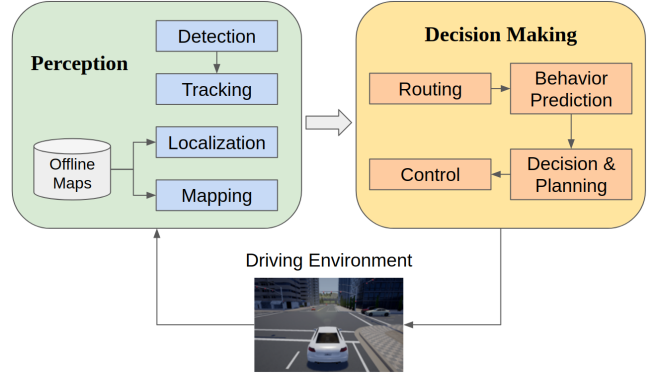 Perception
Detection
Tracking
Localization
Mapping
Offline
Maps
Decision Making
Routing
Behavior
Prediction
Decision &
Planning
Control
Driving Environment